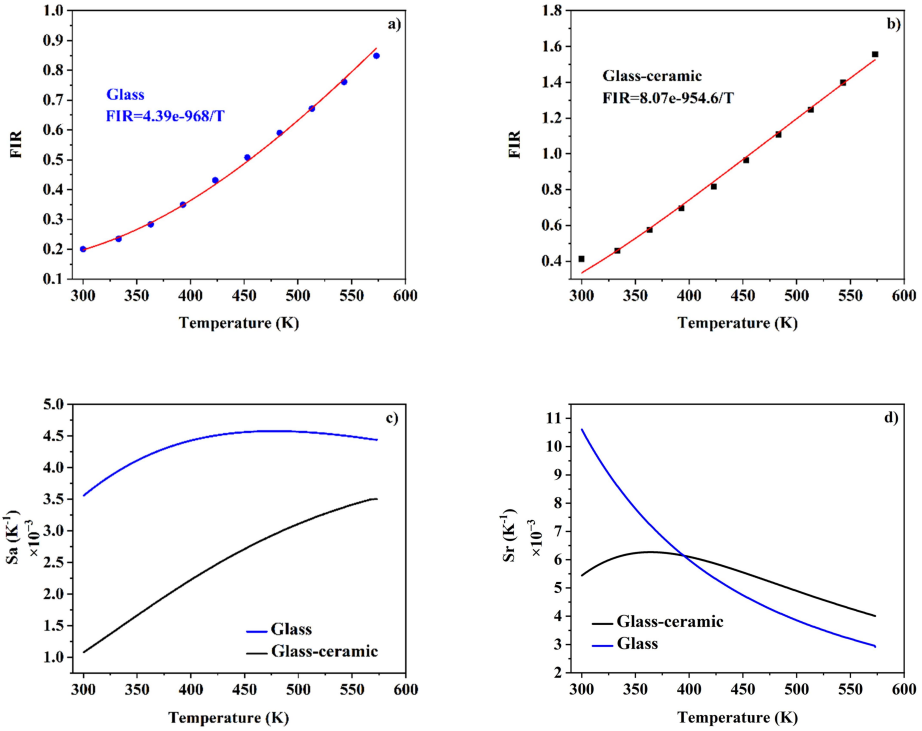 a)
1.0
0.9
0.8
0.7
0.6
0.5
0.4
0.3
0.2
0.1
FIR
Glass
FIR=4.39e-968/T
300 350 400 450 500 550 600
Temperature (K)
b)
1.8
1.6
1.4
1.2
1.0
0.8
0.6
0.4
FIR
Glass-ceramic
FIR=8.07e-954.6/T
300 350 400 450 500 550 600
Temperature (K)
c)
5.0
4.5
4.0
3.5
3.0
2.5
2.0
1.5
1.0
Sa (K⁻¹)
×10⁻³
Glass
Glass-ceramic
300 350 400 450 500 550 600
Temperature (K)
d)
11
10
9
8
7
6
5
4
3
2
Sr (K⁻¹)
×10⁻³
Glass-ceramic
Glass
300 350 400 450 500 550 600
Temperature (K)